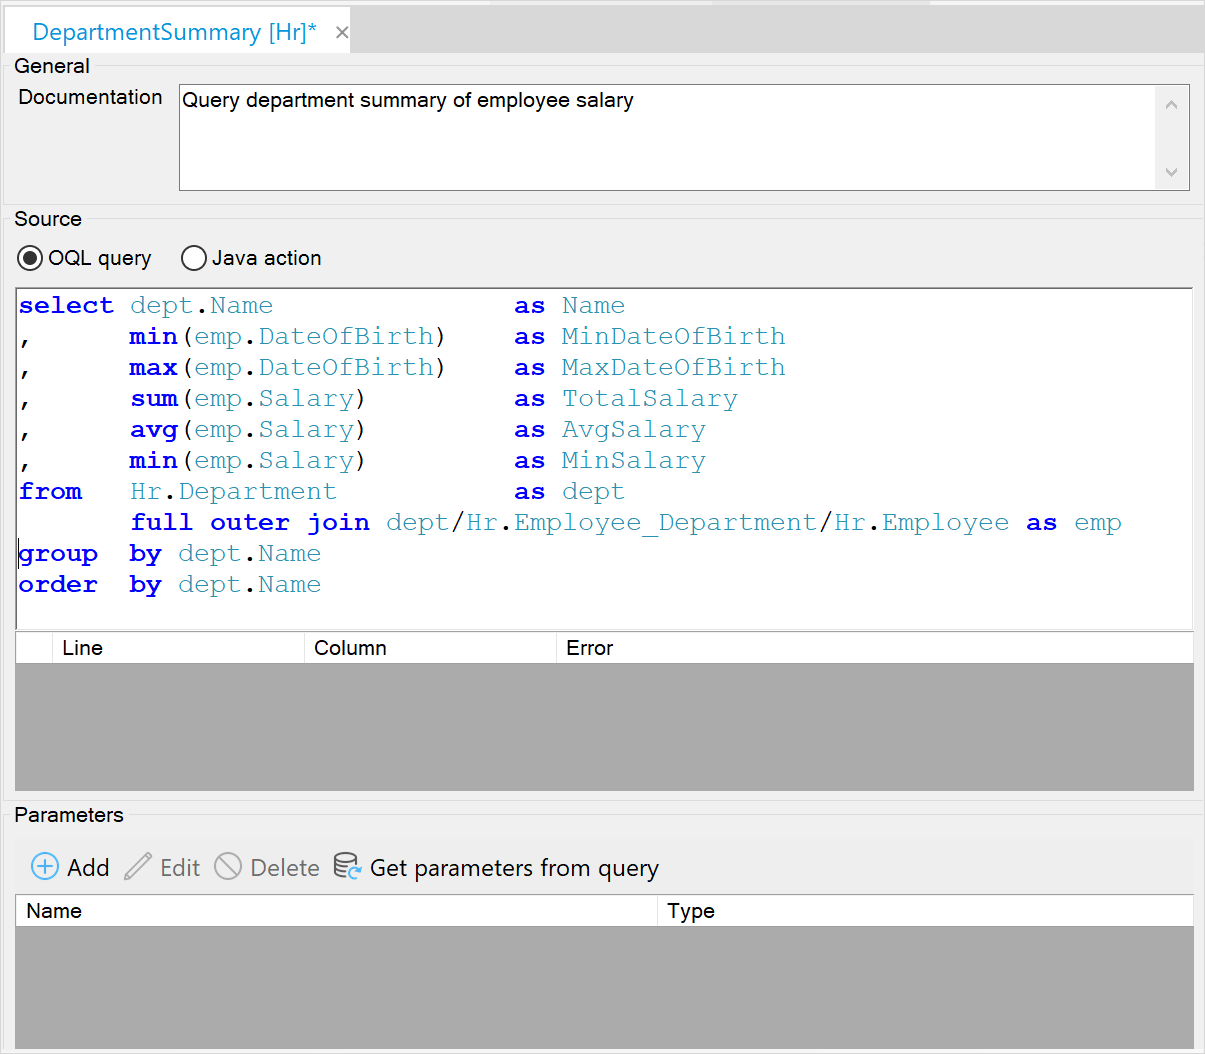 DepartmentSummary [Hr]* ×
General
Documentation Query department summary of employee salary
Source
OQL query Java action
select dept.Name as Name
, min(emp.DateOfBirth) as MinDateOfBirth
, max(emp.DateOfBirth) as MaxDateOfBirth
, sum(emp.Salary) as TotalSalary
, avg(emp.Salary) as AvgSalary
, min(emp.Salary) as MinSalary
from Hr.Department as dept
full outer join dept/Hr.Employee_Department/Hr.Employee as emp
group by dept.Name
order by dept.Name
Line Column Error
Parameters
Add Edit Delete Get parameters from query
Name Type